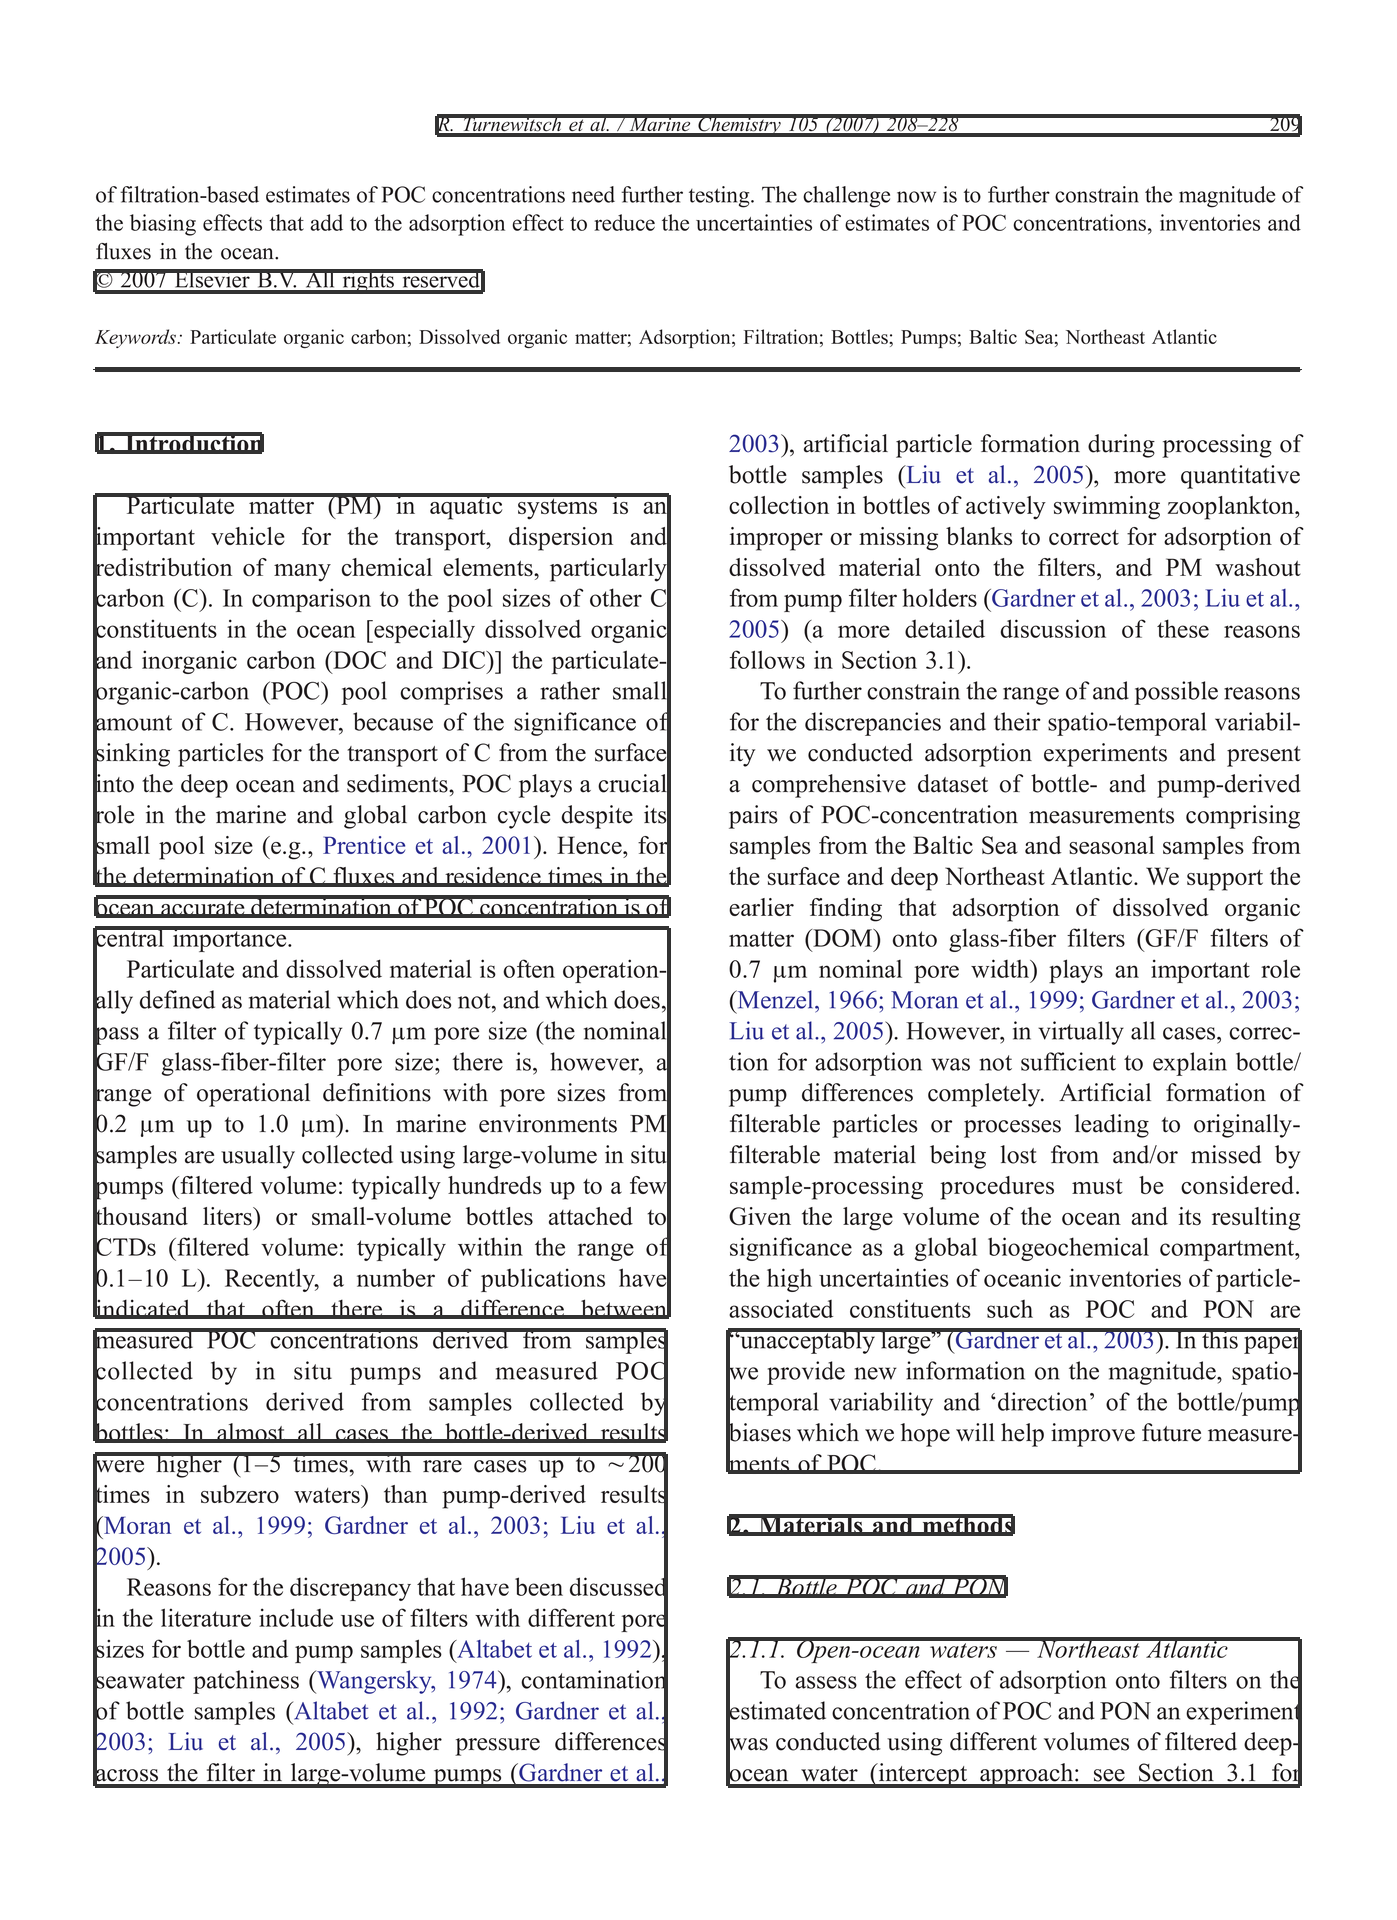 R. Turnewitsch et al. / Marine Chemistry 105 (2007) 208–228 209
of filtration-based estimates of POC concentrations need further testing. The challenge now is to further constrain the magnitude of
the biasing effects that add to the adsorption effect to reduce the uncertainties of estimates of POC concentrations, inventories and
fluxes in the ocean.
© 2007 Elsevier B.V. All rights reserved.
Keywords: Particulate organic carbon; Dissolved organic matter; Adsorption; Filtration; Bottles; Pumps; Baltic Sea; Northeast Atlantic
1. Introduction
Particulate matter (PM) in aquatic systems is an
important vehicle for the transport, dispersion and
redistribution of many chemical elements, particularly
carbon (C). In comparison to the pool sizes of other C
constituents in the ocean [especially dissolved organic
and inorganic carbon (DOC and DIC)] the particulate-
organic-carbon (POC) pool comprises a rather small
amount of C. However, because of the significance of
sinking particles for the transport of C from the surface
into the deep ocean and sediments, POC plays a crucial
role in the marine and global carbon cycle despite its
small pool size (e.g., Prentice et al., 2001). Hence, for
the determination of C fluxes and residence times in the
ocean accurate determination of POC concentration is of
central importance.
Particulate and dissolved material is often operation-
ally defined as material which does not, and which does,
pass a filter of typically 0.7 μm pore size (the nominal
GF/F glass-fiber-filter pore size; there is, however, a
range of operational definitions with pore sizes from
0.2 μm up to 1.0 μm). In marine environments PM
samples are usually collected using large-volume in situ
pumps (filtered volume: typically hundreds up to a few
thousand liters) or small-volume bottles attached to
CTDs (filtered volume: typically within the range of
0.1–10 L). Recently, a number of publications have
indicated that often there is a difference between
measured POC concentrations derived from samples
collected by in situ pumps and measured POC
concentrations derived from samples collected by
bottles: In almost all cases the bottle-derived results
were higher (1–5 times, with rare cases up to ~200
times in subzero waters) than pump-derived results
(Moran et al., 1999; Gardner et al., 2003; Liu et al.,
2005).
Reasons for the discrepancy that have been discussed
in the literature include use of filters with different pore
sizes for bottle and pump samples (Altabet et al., 1992),
seawater patchiness (Wangersky, 1974), contamination
of bottle samples (Altabet et al., 1992; Gardner et al.,
2003; Liu et al., 2005), higher pressure differences
across the filter in large-volume pumps (Gardner et al.,
2003), artificial particle formation during processing of
bottle samples (Liu et al., 2005), more quantitative
collection in bottles of actively swimming zooplankton,
improper or missing blanks to correct for adsorption of
dissolved material onto the filters, and PM washout
from pump filter holders (Gardner et al., 2003; Liu et al.,
2005) (a more detailed discussion of these reasons
follows in Section 3.1).
To further constrain the range of and possible reasons
for the discrepancies and their spatio-temporal variabil-
ity we conducted adsorption experiments and present
a comprehensive dataset of bottle- and pump-derived
pairs of POC-concentration measurements comprising
samples from the Baltic Sea and seasonal samples from
the surface and deep Northeast Atlantic. We support the
earlier finding that adsorption of dissolved organic
matter (DOM) onto glass-fiber filters (GF/F filters of
0.7 μm nominal pore width) plays an important role
(Menzel, 1966; Moran et al., 1999; Gardner et al., 2003;
Liu et al., 2005). However, in virtually all cases, correc-
tion for adsorption was not sufficient to explain bottle/
pump differences completely. Artificial formation of
filterable particles or processes leading to originally-
filterable material being lost from and/or missed by
sample-processing procedures must be considered.
Given the large volume of the ocean and its resulting
significance as a global biogeochemical compartment,
the high uncertainties of oceanic inventories of particle-
associated constituents such as POC and PON are
“unacceptably large” (Gardner et al., 2003). In this paper
we provide new information on the magnitude, spatio-
temporal variability and ‘direction’ of the bottle/pump
biases which we hope will help improve future measure-
ments of POC.
2. Materials and methods
2.1. Bottle POC and PON
2.1.1. Open-ocean waters — Northeast Atlantic
To assess the effect of adsorption onto filters on the
estimated concentration of POC and PON an experiment
was conducted using different volumes of filtered deep-
ocean water (intercept approach: see Section 3.1 for